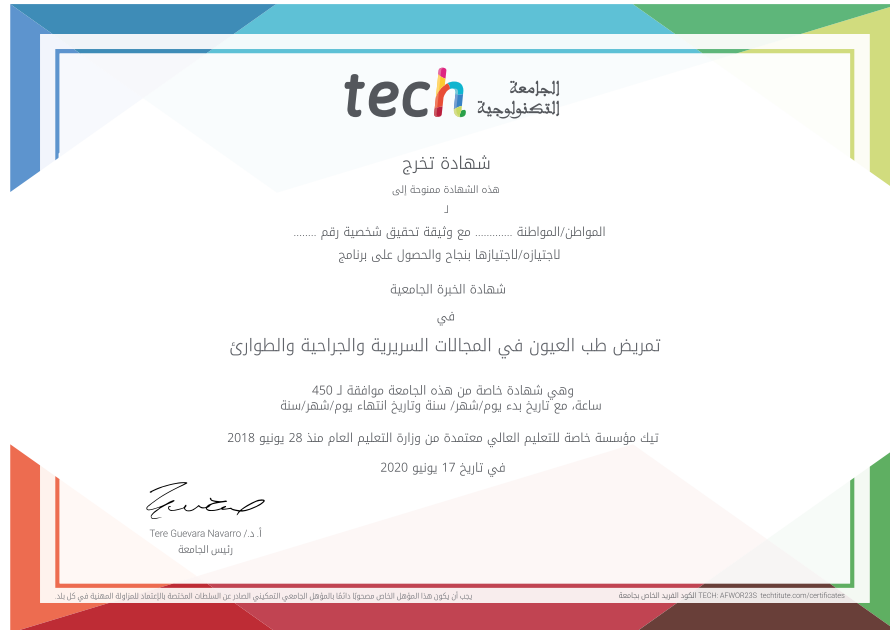 tech الجامعة
التكنولوجية
شهادة تخرج
هذه الشهادة ممنوحة إلى
لـ
المواطن/المواطنة ............. مع وثيقة تحقيق شخصية رقم ........
لاجتيازه/لاجتيازها بنجاح والحصول على برنامج
شهادة الخبرة الجامعية
في
تمريض طب العيون في المجالات السريرية والجراحية والطوارئ
وهي شهادة خاصة من هذه الجامعة موافقة لـ 450
ساعة، مع تاريخ بدء يوم/شهر/ سنة وتاريخ انتهاء يوم/شهر/سنة
تيك مؤسسة خاصة للتعليم العالي معتمدة من وزارة التعليم العام منذ 28 يونيو 2018
في تاريخ 17 يونيو 2020
أ. د./ Tere Guevara Navarro
رئيس الجامعة
يجب أن يكون هذا المؤهل الخاص مصحوبًا دائمًا بالمؤهل الجامعي التمكيني الصادر عن السلطات المختصة بالإعتماد للمزاولة المهنية في كل بلد.
الكود الفريد الخاص بجامعة TECH: AFWOR23S techtitute.com/certificates